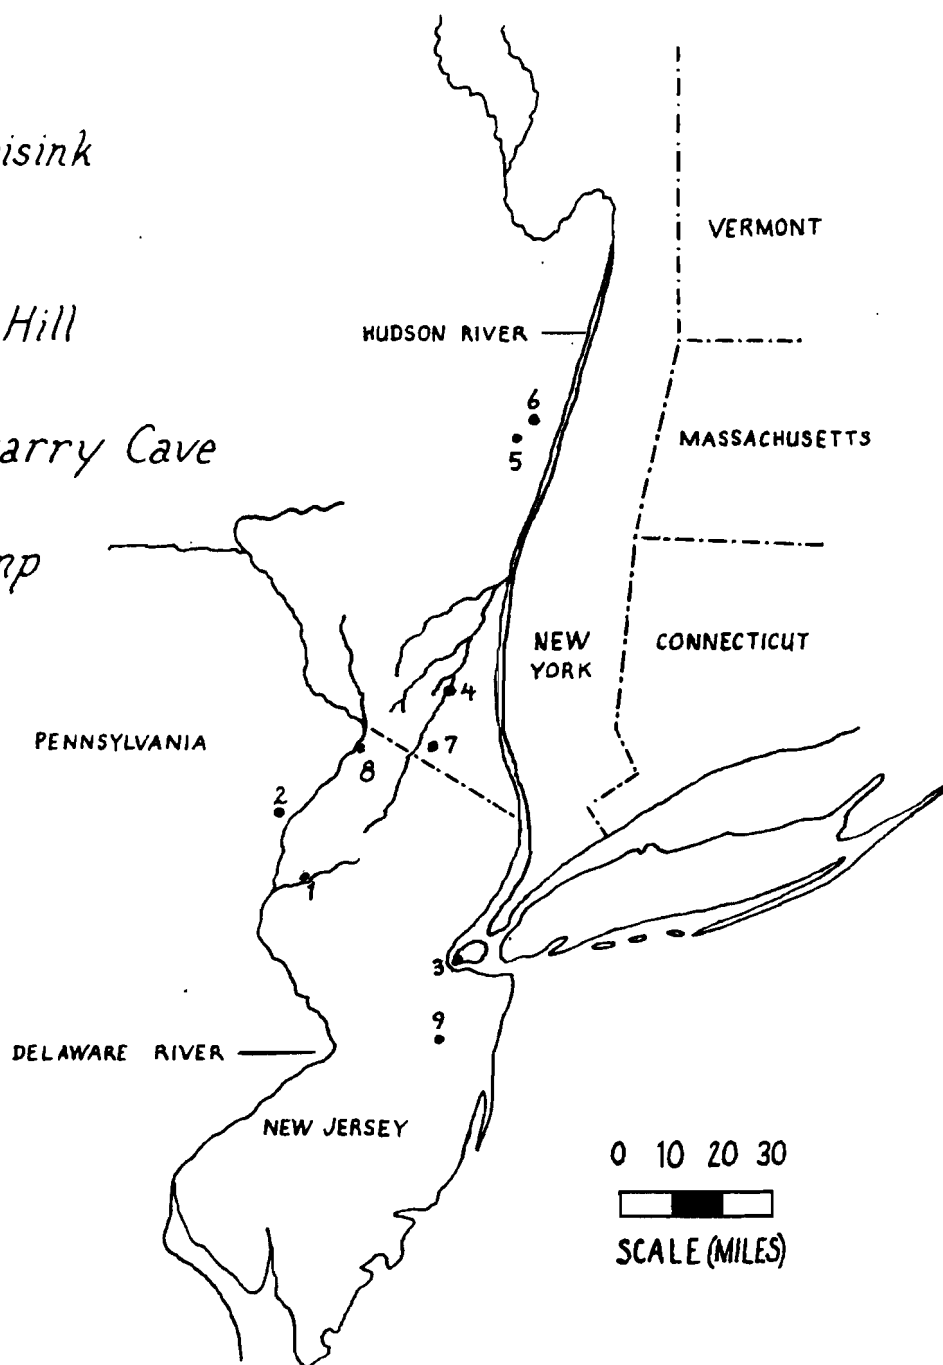 isink
Hill
arry Cave
mp
VERMONT
HUDSON RIVER
6
5
MASSACHUSETTS
NEW
YORK
CONNECTICUT
4
PENNSYLVANIA
7
8
2
1
3
9
DELAWARE RIVER
NEW JERSEY
0 10 20 30
SCALE (MILES)